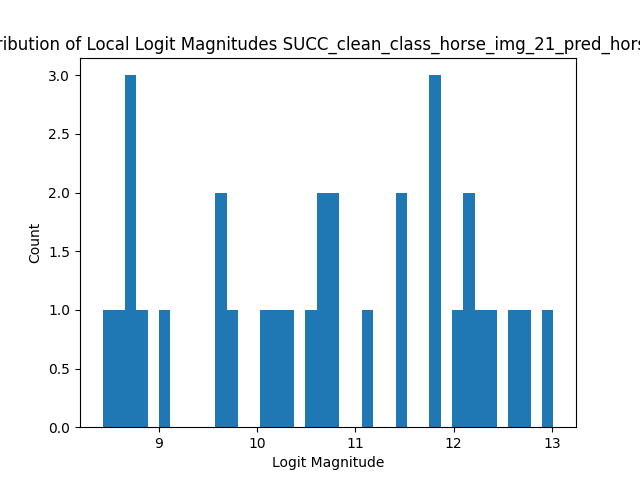 ribution of Local Logit Magnitudes SUCC_clean_class_horse_img_21_pred_hors
3.0
2.5
2.0
1.5
1.0
0.5
0.0
Count
9 10 11 12 13
Logit Magnitude